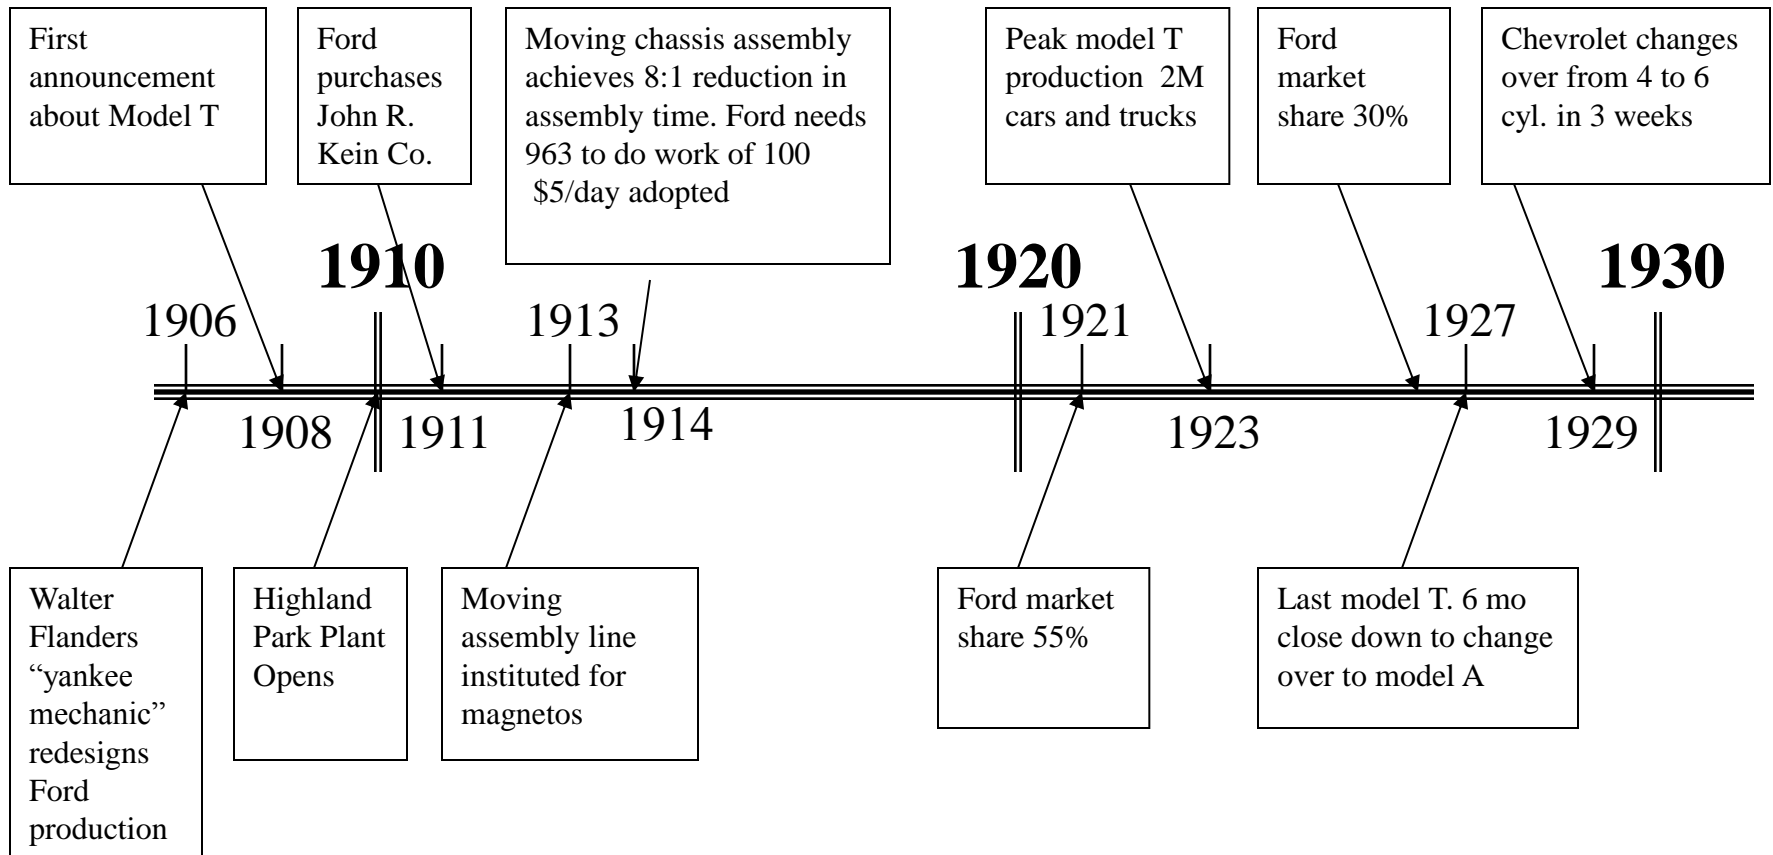 First
announcement
about Model T
Ford
purchases
John R.
Kein Co.
Moving chassis assembly
achieves 8:1 reduction in
assembly time. Ford needs
963 to do work of 100
$5/day adopted
Peak model T
production 2M
cars and trucks
Ford
market
share 30%
Chevrolet changes
over from 4 to 6
cyl. in 3 weeks
1910
1920
1930
1906
1913
1921
1927
1908
1911
1914
1923
1929
Walter
Flanders
“yankee
mechanic”
redesigns
Ford
production
Highland
Park Plant
Opens
Moving
assembly line
instituted for
magnetos
Ford market
share 55%
Last model T. 6 mo
close down to change
over to model A